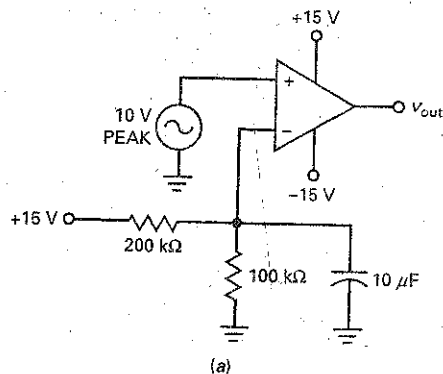 +15 V
+
10 V
PEAK
−
v_out
−15 V
+15 V
200 kΩ
100 kΩ
10 μF
(a)